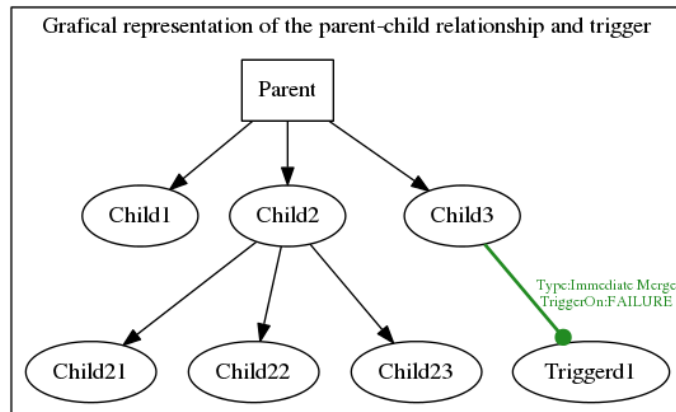 Grafical representation of the parent-child relationship and trigger
Parent
Child1
Child2
Child3
Type:Immediate Merge
TriggerOn:FAILURE
Child21
Child22
Child23
Triggerd1